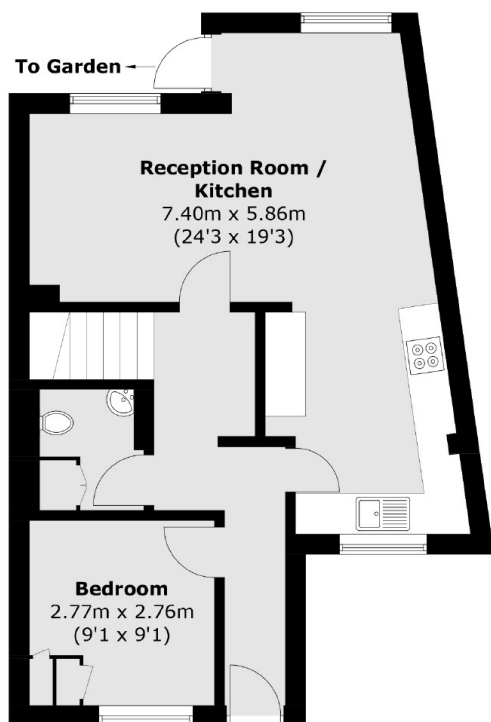 To Garden
Reception Room /
Kitchen
7.40m x 5.86m
(24'3 x 19'3)
Bedroom
2.77m x 2.76m
(9'1 x 9'1)